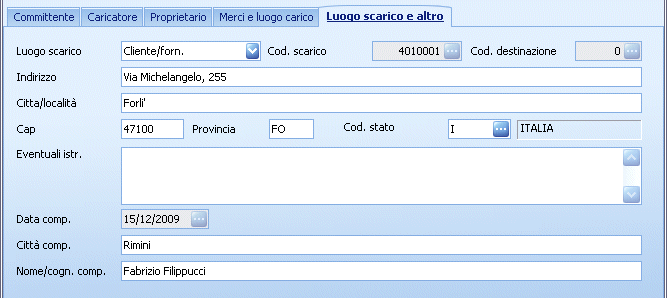 Committente Caricatore Proprietario Merci e luogo carico Luogo scarico e altro
Luogo scarico Cliente/forn. Cod. scarico 4010001 Cod. destinazione 0
Indirizzo Via Michelangelo, 255
Citta/località Forli'
Cap 47100 Provincia FO Cod. stato I ITALIA
Eventuali istr.
Data comp. 15/12/2009
Città comp. Rimini
Nome/cogn. comp. Fabrizio Filippucci